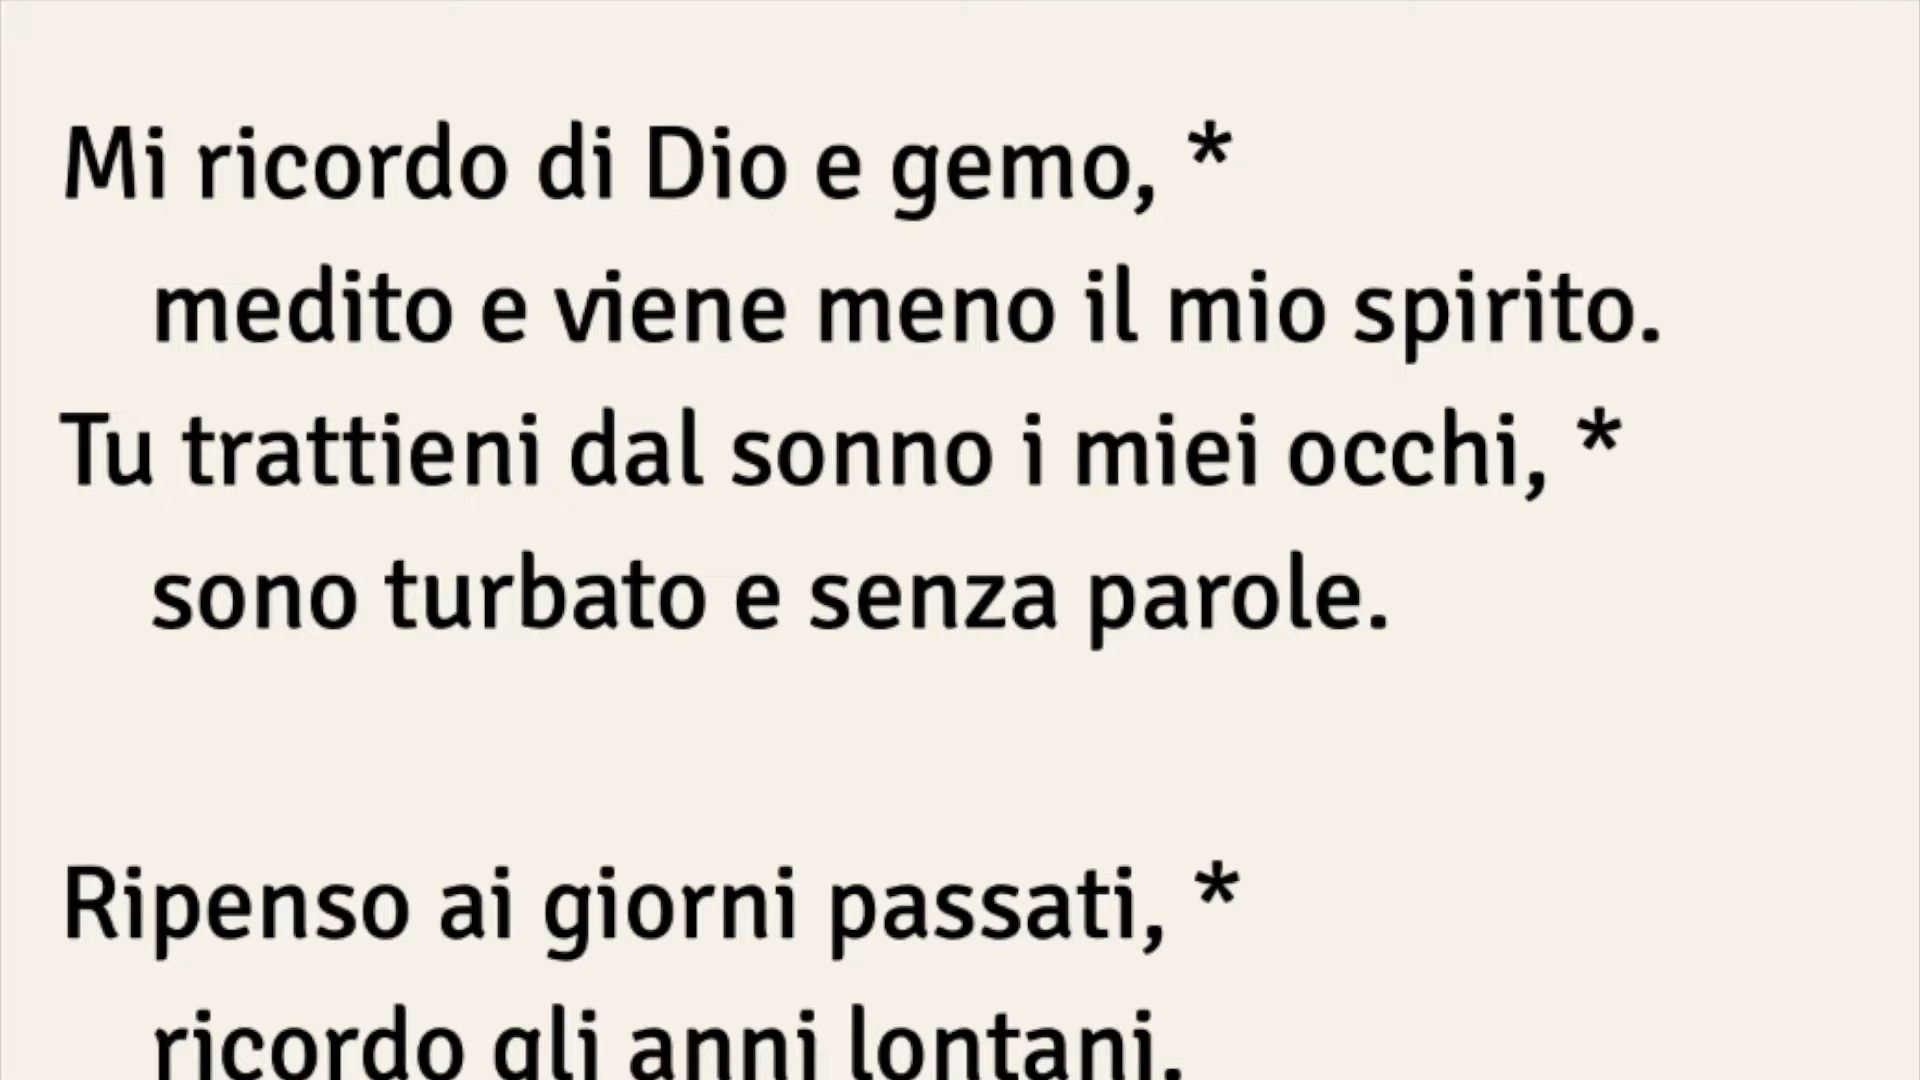 Mi ricordo di Dio e gemo, *
medito e viene meno il mio spirito.
Tu trattieni dal sonno i miei occhi, *
sono turbato e senza parole.
Ripenso ai giorni passati, *
ricordo gli anni lontani.